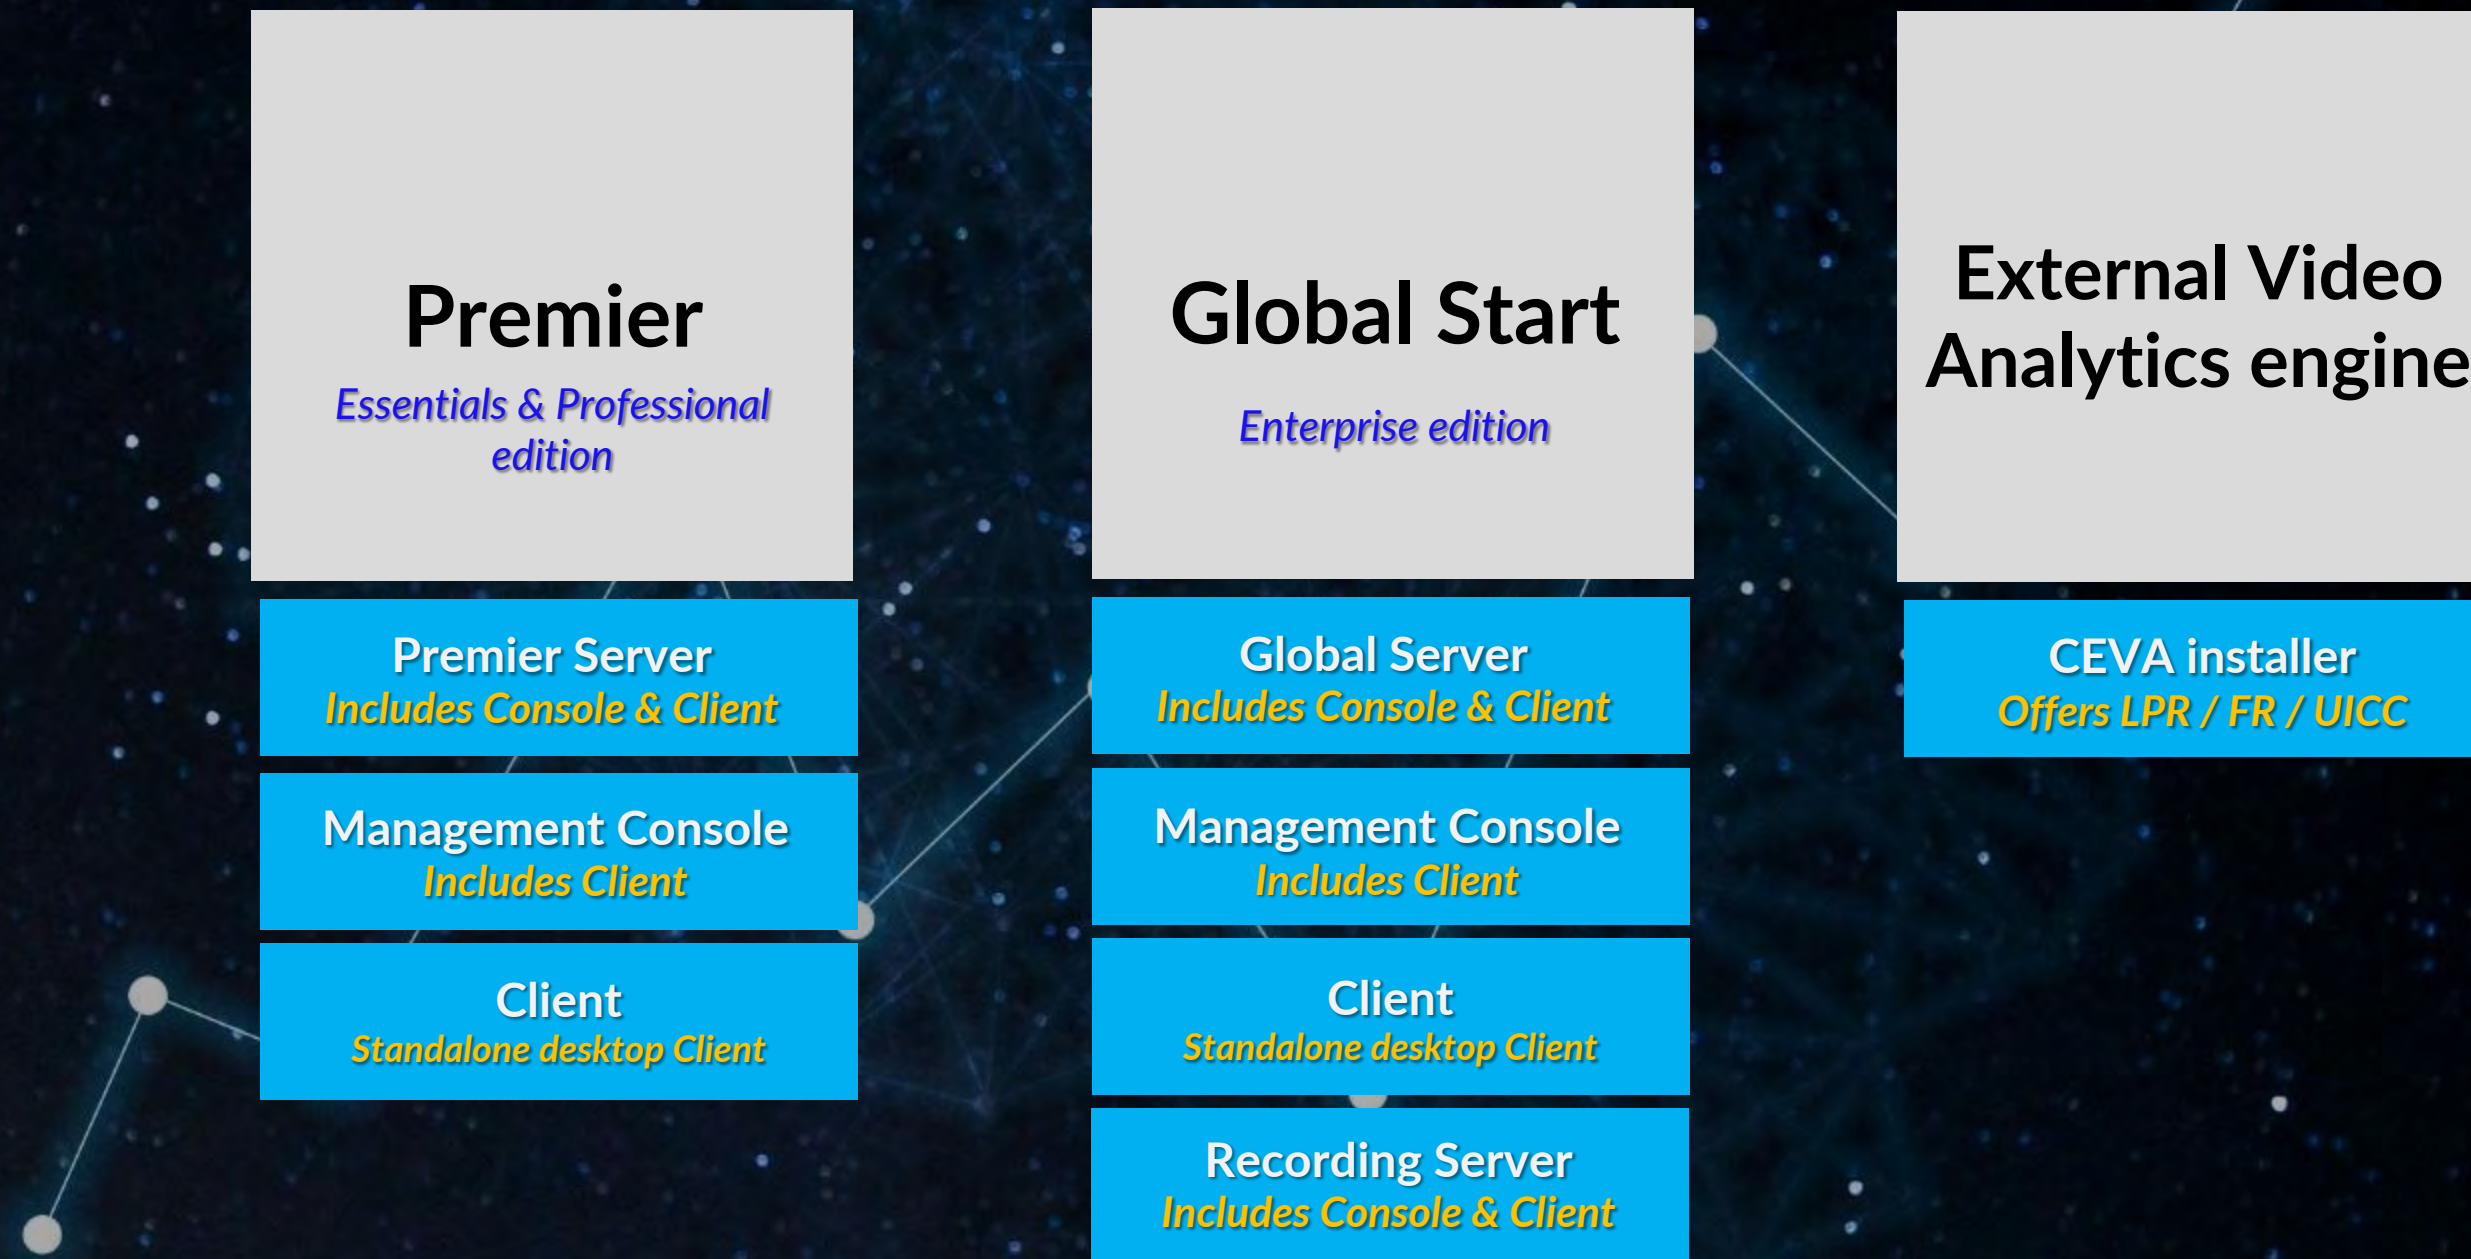 Premier
Essentials & Professional
edition
Premier Server
Includes Console & Client
Management Console
Includes Client
Client
Standalone desktop Client
Global Start
Enterprise edition
Global Server
Includes Console & Client
Management Console
Includes Client
Client
Standalone desktop Client
Recording Server
Includes Console & Client
External Video
Analytics engine
CEVA installer
Offers LPR / FR / UICC